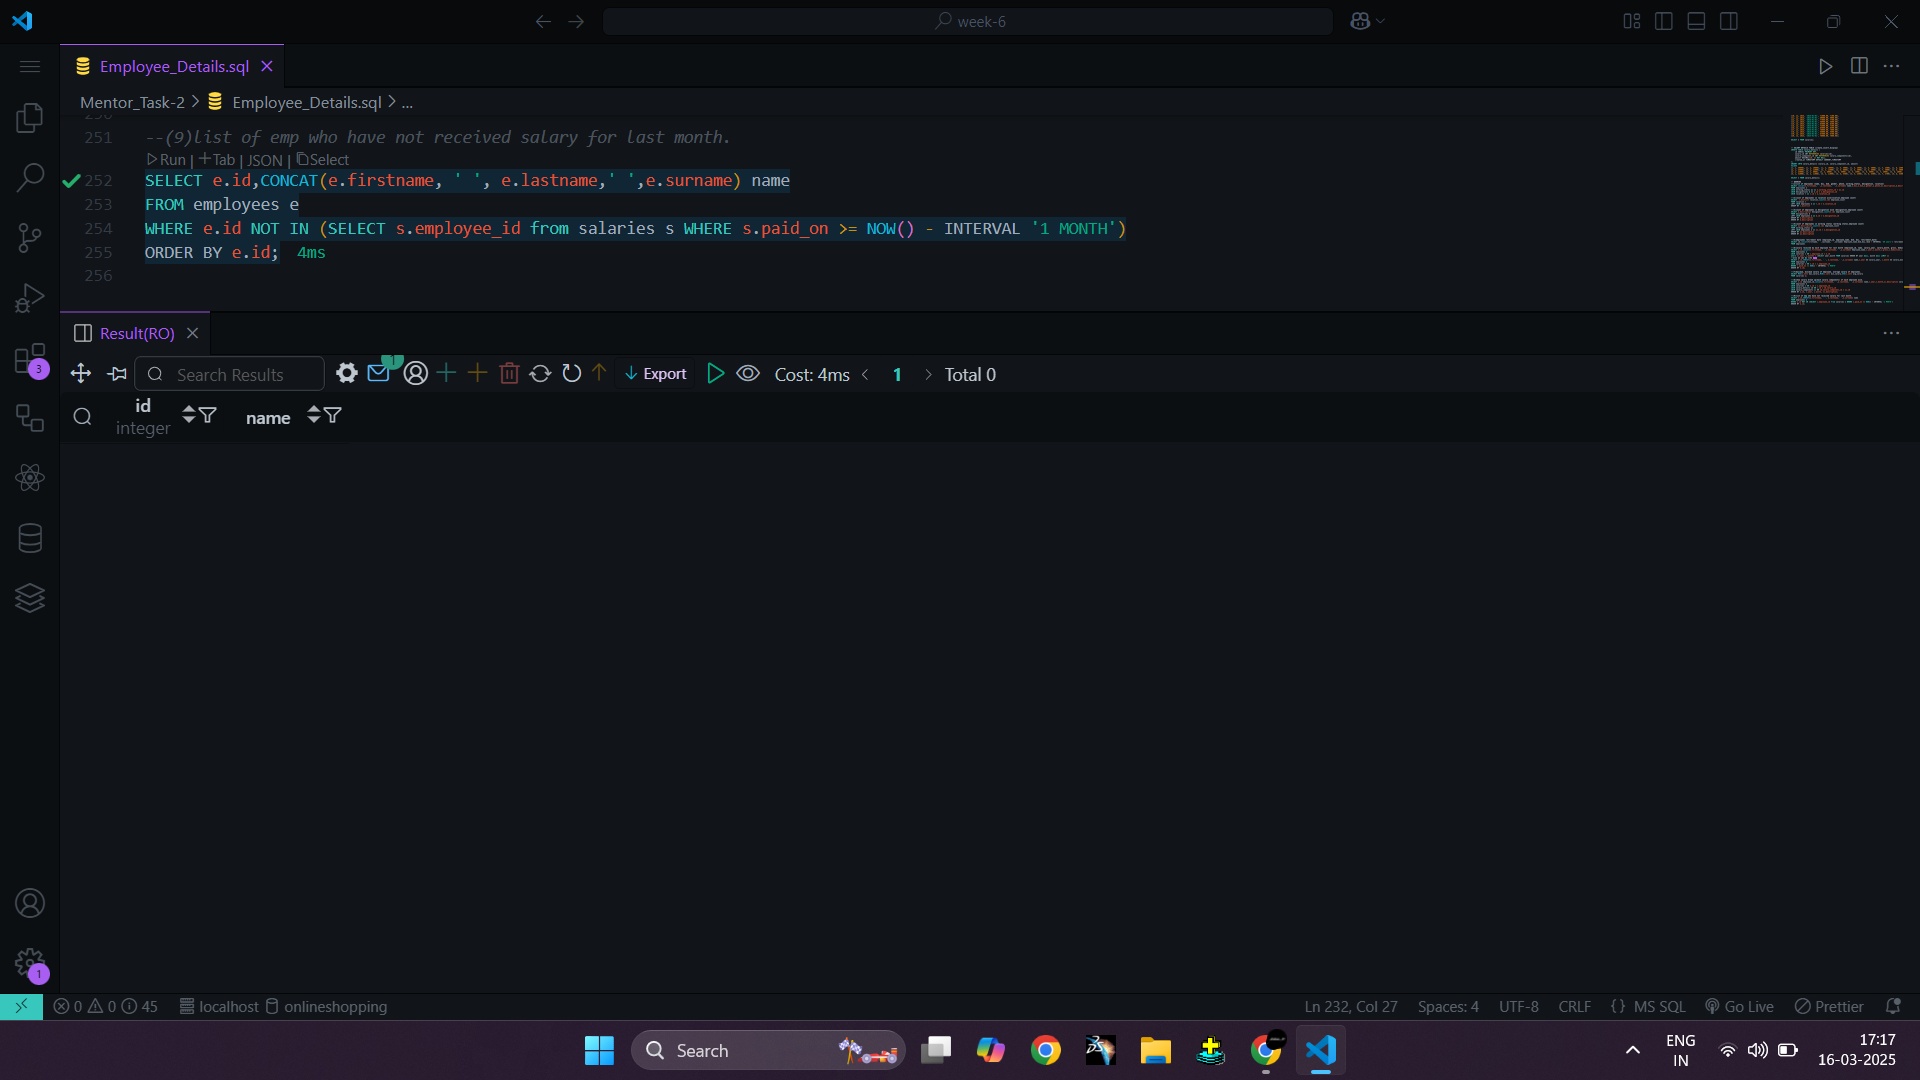 week-6
Employee_Details.sql
Mentor_Task-2 > Employee_Details.sql > ...
251 --(9)list of emp who have not received salary for last month.
Run | +Tab | JSON | Select
252 SELECT e.id,CONCAT(e.firstname, ' ', e.lastname,' ',e.surname) name
253 FROM employees e
254 WHERE e.id NOT IN (SELECT s.employee_id from salaries s WHERE s.paid_on >= NOW() - INTERVAL '1 MONTH')
255 ORDER BY e.id; 4ms
256
Result(RO)
Search Results
1
Export
Cost: 4ms < 1 > Total 0
id
integer
name
3
1
0 0 45 localhost onlineshopping
Ln 232, Col 27 Spaces: 4 UTF-8 CRLF {} MS SQL Go Live Prettier
Search
ENG
IN
17:17
16-03-2025